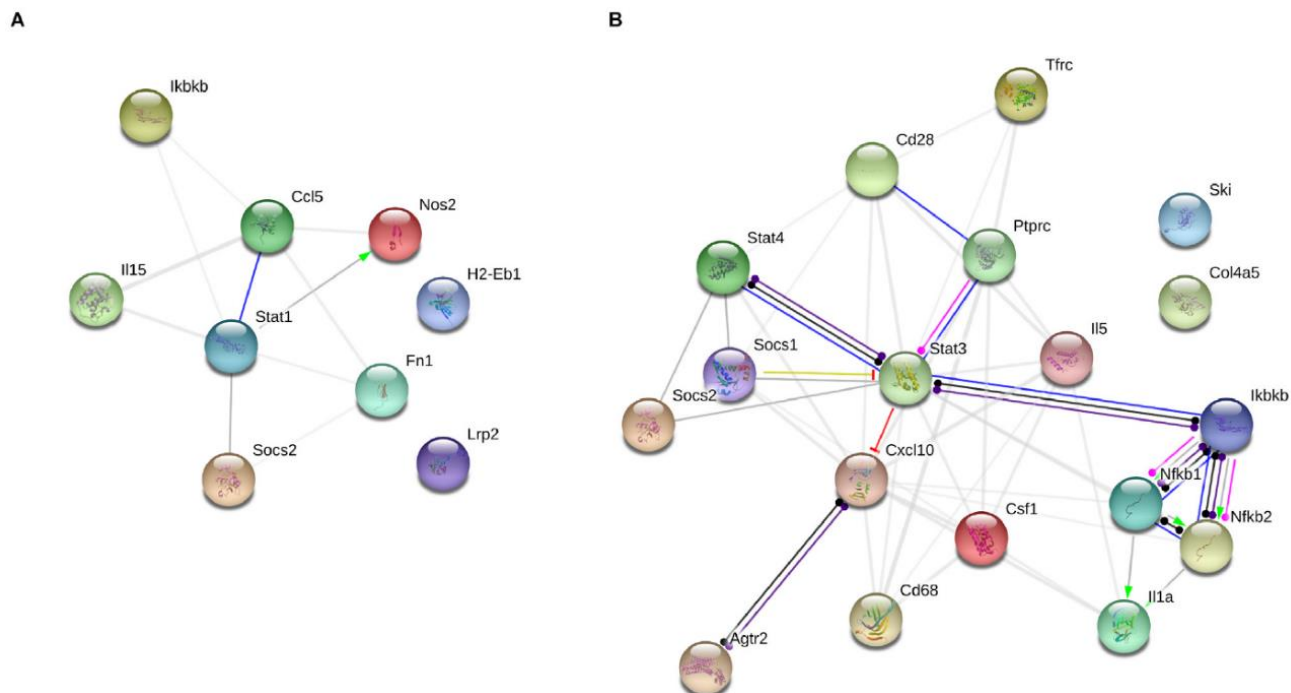 A
B
Ikbkb
Ccl5
Nos2
Il15
H2-Eb1
Stat1
Fn1
Lrp2
Socs2
Tfrc
Cd28
Ski
Ptprc
Stat4
Col4a5
Il5
Socs1
Stat3
Socs2
Ikbkb
Cxcl10
Nfkb1
Csf1
Nfkb2
Cd68
Il1a
Agtr2